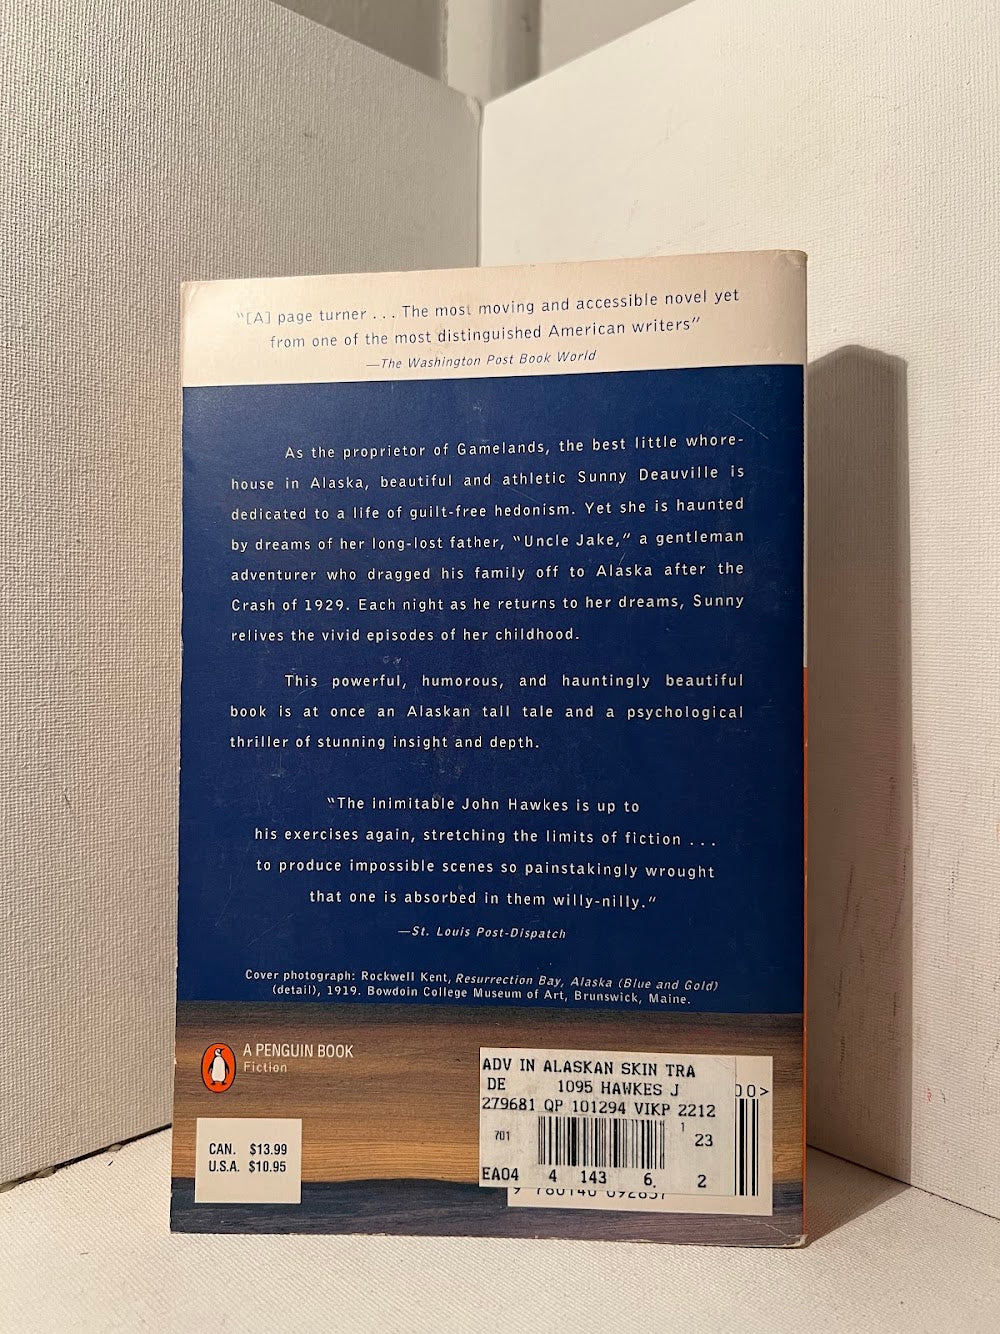 "[A] page turner . . . The most moving and accessible novel yet
from one of the most distinguished American writers"
—The Washington Post Book World
As the proprietor of Gamelands, the best little whore-
house in Alaska, beautiful and athletic Sunny Deauville is
dedicated to a life of guilt-free hedonism. Yet she is haunted
by dreams of her long-lost father, "Uncle Jake," a gentleman
adventurer who dragged his family off to Alaska after the
Crash of 1929. Each night as he returns to her dreams, Sunny
relives the vivid episodes of her childhood.
This powerful, humorous, and hauntingly beautiful
book is at once an Alaskan tall tale and a psychological
thriller of stunning insight and depth.
"The inimitable John Hawkes is up to
his exercises again, stretching the limits of fiction . . .
to produce impossible scenes so painstakingly wrought
that one is absorbed in them willy-nilly."
—St. Louis Post-Dispatch
Cover photograph: Rockwell Kent, Resurrection Bay, Alaska (Blue and Gold)
(detail), 1919. Bowdoin College Museum of Art, Brunswick, Maine.
A PENGUIN BOOK
Fiction
CAN. $13.99
U.S.A. $10.95
ADV IN ALASKAN SKIN TRA
DE 1095 HAWKES J
279681 QP 101294 VIKP 2212
701 1 23
EA04 4 143 6. 2
00>
9 780140 092837